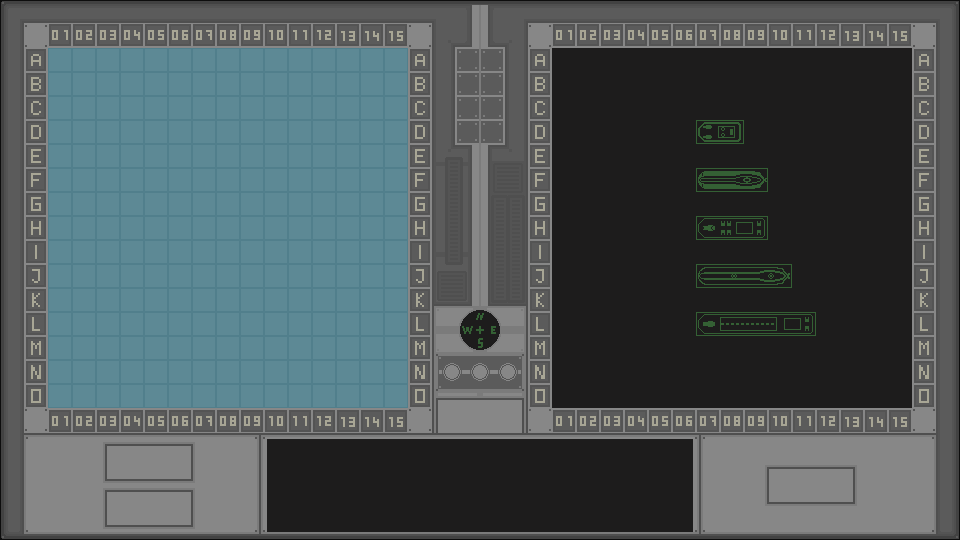 01 02 03 04 05 06 07 08 09 10 11 12 13 14 15
01 02 03 04 05 06 07 08 09 10 11 12 13 14 15
A A A A
B B B B
C C C C
D D D D
E E E E
F F F F
G G G G
H H H H
I I I I
J J J J
K K K K
L L L L
M M M M
N N N N
O O O O
N
W + E
S
01 02 03 04 05 06 07 08 09 10 11 12 13 14 15
01 02 03 04 05 06 07 08 09 10 11 12 13 14 15